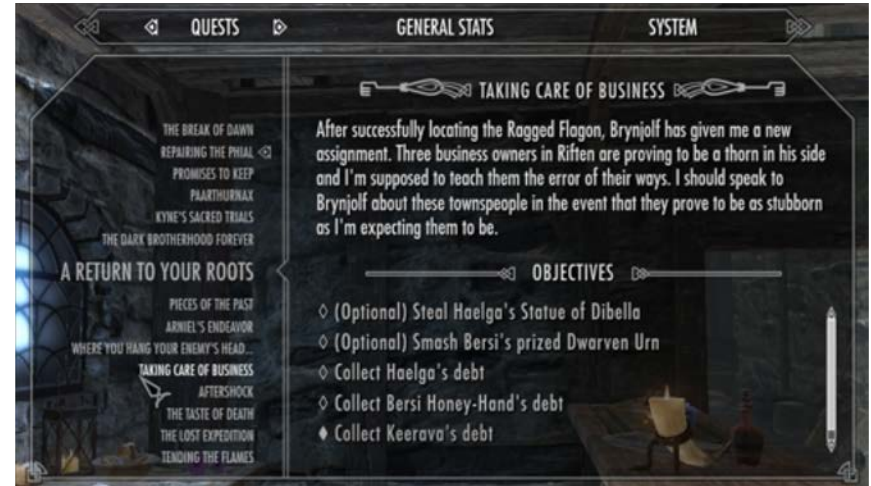 QUESTS
GENERAL STATS
SYSTEM
THE BREAK OF DAWN
REPAIRING THE PHIAL
PROMISES TO KEEP
PAARTHURNAX
KYNE'S SACRED TRIALS
THE DARK BROTHERHOOD FOREVER
A RETURN TO YOUR ROOTS
PIECES OF THE PAST
ARNIEL'S ENDEAVOR
WHERE YOU HANG YOUR ENEMY'S HEAD...
TAKING CARE OF BUSINESS
AFTERSHOCK
THE TASTE OF DEATH
THE LOST EXPEDITION
TENDING THE FLAMES
TAKING CARE OF BUSINESS
After successfully locating the Ragged Flagon, Brynjolf has given me a new
assignment. Three business owners in Riften are proving to be a thorn in his side
and I'm supposed to teach them the error of their ways. I should speak to
Brynjolf about these townspeople in the event that they prove to be as stubborn
as I'm expecting them to be.
OBJECTIVES
(Optional) Steal Haelga's Statue of Dibella
(Optional) Smash Bersi's prized Dwarven Urn
Collect Haelga's debt
Collect Bersi Honey-Hand's debt
Collect Keerava's debt